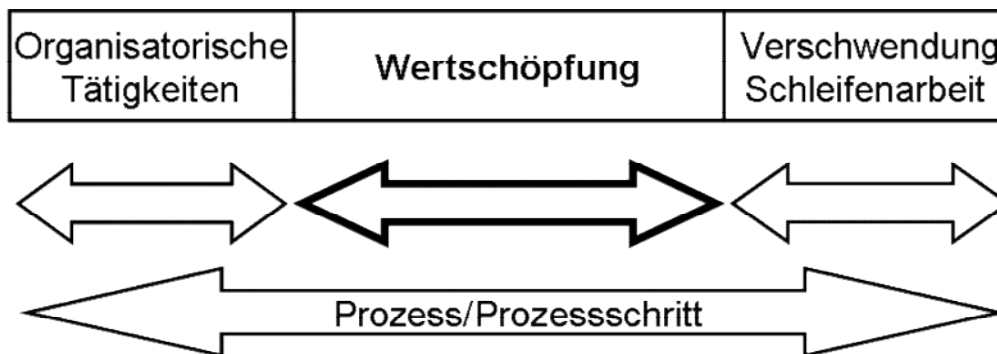 Organisatorische
Tätigkeiten
Wertschöpfung
Verschwendung
Schleifenarbeit
Prozess/Prozessschritt